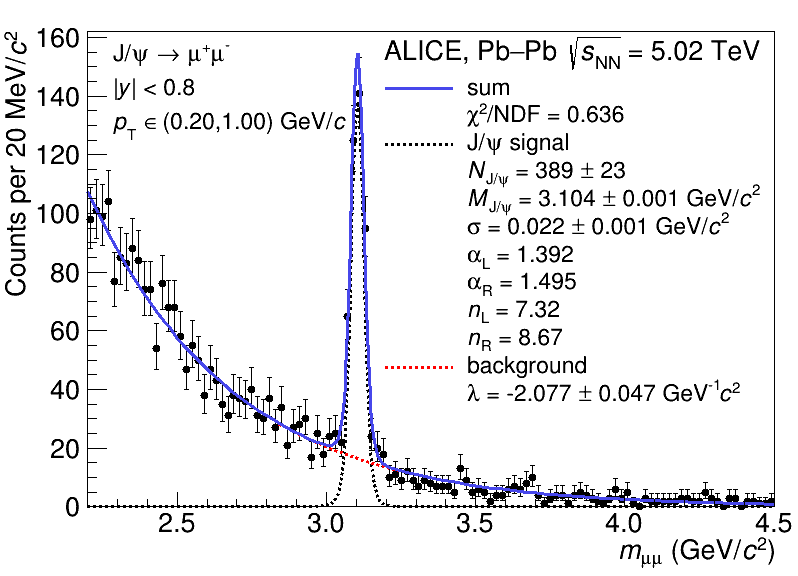 J/ψ → μ⁺μ⁻
|y| < 0.8
p_T ∈ (0.20,1.00) GeV/c
ALICE, Pb–Pb √s_NN = 5.02 TeV
sum
χ²/NDF = 0.636
J/ψ signal
N_J/ψ = 389 ± 23
M_J/ψ = 3.104 ± 0.001 GeV/c²
σ = 0.022 ± 0.001 GeV/c²
α_L = 1.392
α_R = 1.495
n_L = 7.32
n_R = 8.67
background
λ = -2.077 ± 0.047 GeV⁻¹c²
Counts per 20 MeV/c²
160
140
120
100
80
60
40
20
0
2.5 3.0 3.5 4.0 4.5
m_μμ (GeV/c²)